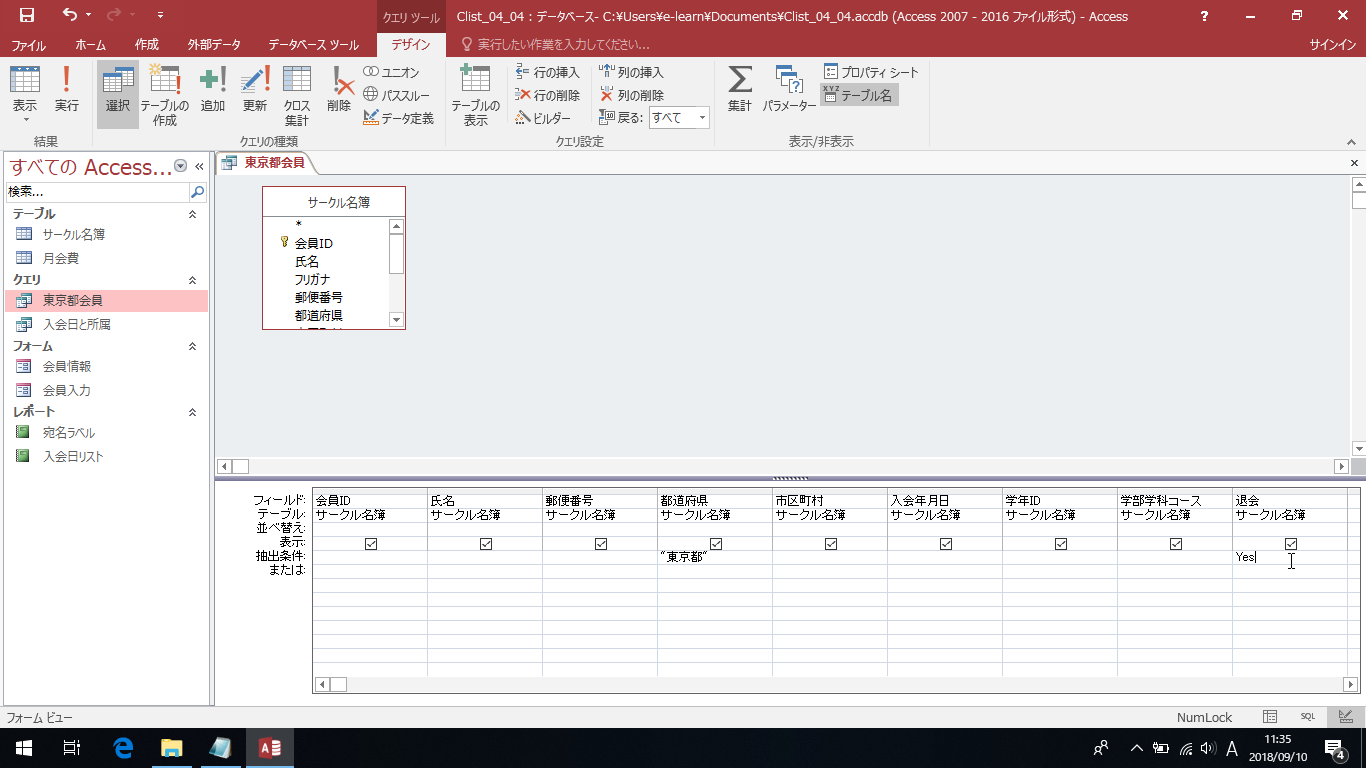 クエリ ツール
Clist_04_04 : データベース- C:¥Users¥e-learn¥Documents¥Clist_04_04.accdb (Access 2007 - 2016 ファイル形式) - Access
?
ファイル ホーム 作成 外部データ データベース ツール デザイン 実行したい作業を入力してください... サインイン
表示 実行 選択 テーブルの作成 追加 更新 クロス集計 削除
ユニオン
パススルー
データ定義
テーブルの表示
行の挿入
行の削除
ビルダー
列の挿入
列の削除
戻る: すべて
集計 パラメーター
プロパティ シート
XYZ テーブル名
結果 クエリの種類 クエリ設定 表示/非表示
すべての Access... «
検索...
テーブル
サークル名簿
月会費
クエリ
東京都会員
入会日と所属
フォーム
会員情報
会員入力
レポート
宛名ラベル
入会日リスト
東京都会員
サークル名簿
*
会員ID
氏名
フリガナ
郵便番号
都道府県
フィールド: 会員ID 氏名 郵便番号 都道府県 市区町村 入会年月日 学年ID 学部学科コース 退会
テーブル: サークル名簿 サークル名簿 サークル名簿 サークル名簿 サークル名簿 サークル名簿 サークル名簿 サークル名簿 サークル名簿
並べ替え:
表示:
抽出条件: "東京都" Yes
または:
フォーム ビュー NumLock SQL
A 11:35
2018/09/10
4